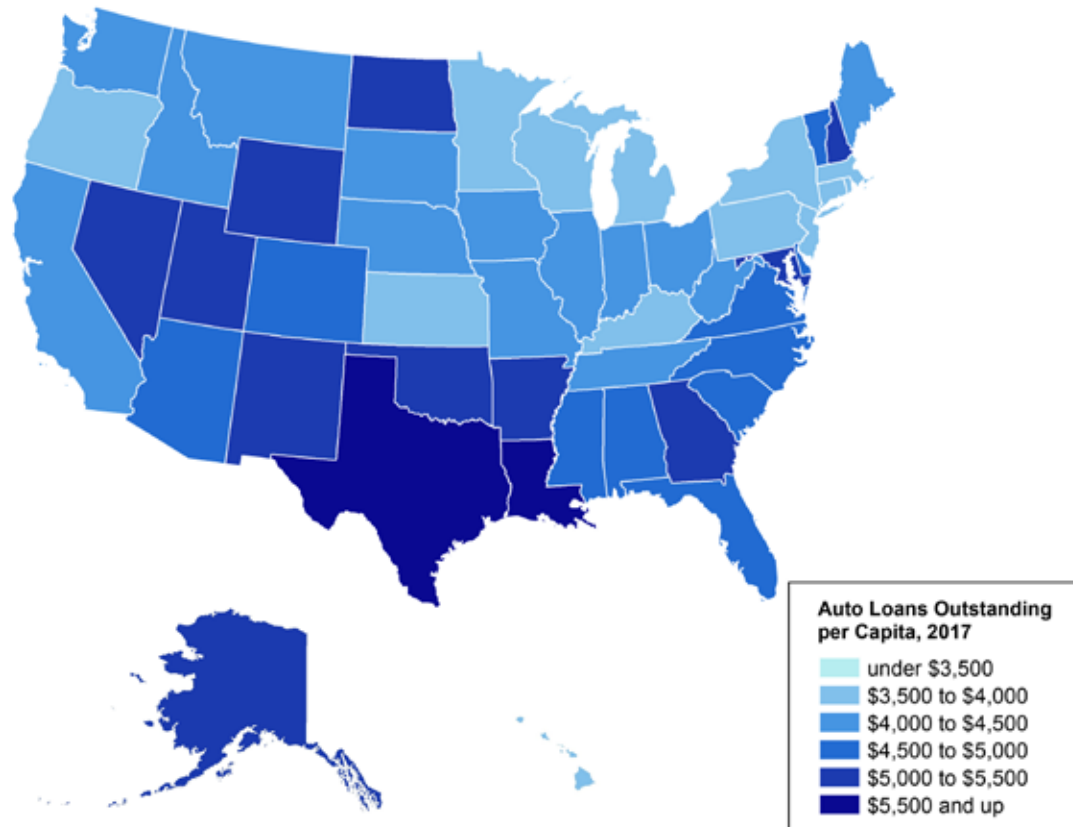 Auto Loans Outstanding
per Capita, 2017
under $3,500
$3,500 to $4,000
$4,000 to $4,500
$4,500 to $5,000
$5,000 to $5,500
$5,500 and up